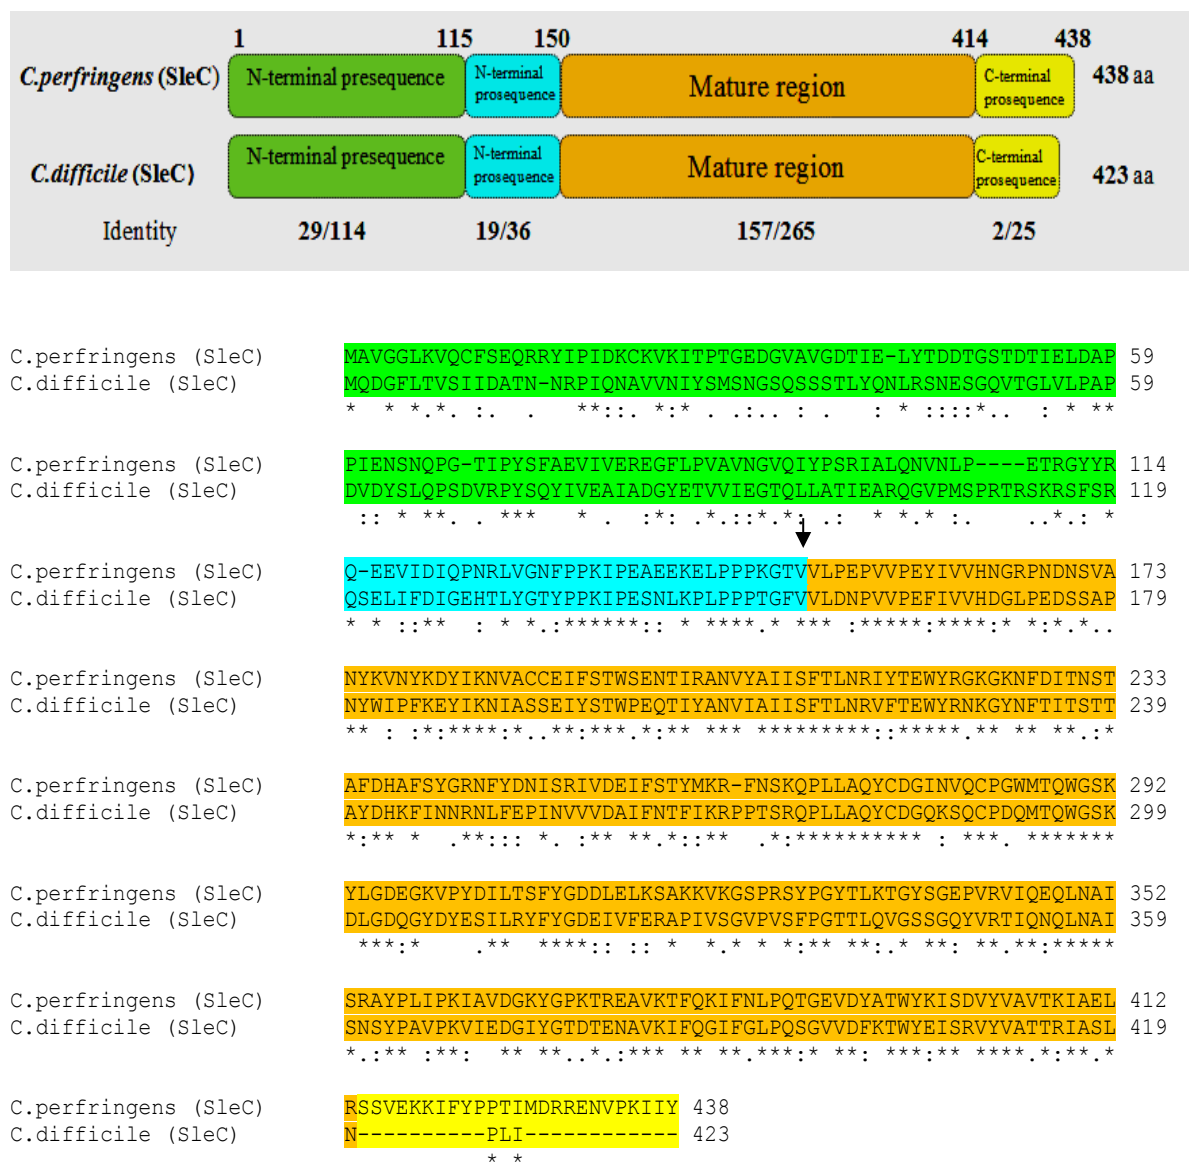 1 115 150 414 438
C.perfringens (SleC) N-terminal presequence N-terminal prosequence Mature region C-terminal prosequence 438 aa
C.difficile (SleC) N-terminal presequence N-terminal prosequence Mature region C-terminal prosequence 423 aa
Identity 29/114 19/36 157/265 2/25
C.perfringens (SleC) MAVGGLKVQCFSEQRRYIPIDKCKVKITPTGEDGVAVGDTIE-LYTDDTGSTDTIELDAP 59
C.difficile (SleC) MQDGFLTVSIIDATN-NRPIQNAVVNIYSMSNGSQSSSTLYQNLRSNESGQVTGLVLPAP 59
* * *.*. :. . **::. *:* . .:.. : . : * ::::*.. : * **
C.perfringens (SleC) PIENSNQPG-TIPYSFAEVIVEREGFLPVAVNGVQIYPSRIALQNVNLP----ETRGYYR 114
C.difficile (SleC) DVDYSLQPSDVRPYSQYIVEAIADGYETVVIEGTQLLATIEARQGVPMSPRTRSKRSFSR 119
:: * **. . *** * . :*: .*.::*.*: .: * *.* :. ..*.: *
C.perfringens (SleC) Q-EEVIDIQPNRLVGNFPPKIPEAEEKELPPPKGTVVLPEPVVPEYIVVHNGRPNDNSVA 173
C.difficile (SleC) QSELIFDIGEHTLYGTYPPKIPESNLKPLPPPTGFVVLDNPVVPEFIVVHDGLPEDSSAP 179
* * ::** : * *.:******:: * ****.* *** :*****:****:* *:*.*..
C.perfringens (SleC) NYKVNYKDYIKNVACCEIFSTWSENTIRANVYAIISFTLNRIYTEWYRGKGKNFDITNST 233
C.difficile (SleC) NYWIPFKEYIKNIASSEIYSTWPEQTIYANVIAIISFTLNRVFTEWYRNKGYNFTITSTT 239
** : :*:****:*..**:***.*:** *** *********::*****.** ** **.:*
C.perfringens (SleC) AFDHAFSYGRNFYDNISRIVDEIFSTYMKR-FNSKQPLLAQYCDGINVQCPGWMTQWGSK 292
C.difficile (SleC) AYDHKFINNRNLFEPINVVVDAIFNTFIKRPPTSRQPLLAQYCDGQKSQCPDQMTQWGSK 299
*:** * .**::: *. :** **.*::** .*:********** : ***. *******
C.perfringens (SleC) YLGDEGKVPYDILTSFYGDDLELKSAKKVKGSPRSYPGYTLKTGYSGEPVRVIQEQLNAI 352
C.difficile (SleC) DLGDQGYDYESILRYFYGDEIVFERAPIVSGVPVSFPGTTLQVGSSGQYVRTIQNQLNAI 359
***:* .** ****:: :: * *.* *:** **:.* **: **.**:*****
C.perfringens (SleC) SRAYPLIPKIAVDGKYGPKTREAVKTFQKIFNLPQTGEVDYATWYKISDVYVAVTKIAEL 412
C.difficile (SleC) SNSYPAVPKVIEDGIYGTDTENAVKIFQGIFGLPQSGVVDFKTWYEISRVYVATTRIASL 419
*.:** :**: ** **..*.:*** ** **.***:* **: ***:** ****.*:**.*
C.perfringens (SleC) RSSVEKKIFYPPTIMDRRENVPKIIY 438
C.difficile (SleC) N----------PLI------------ 423
* *